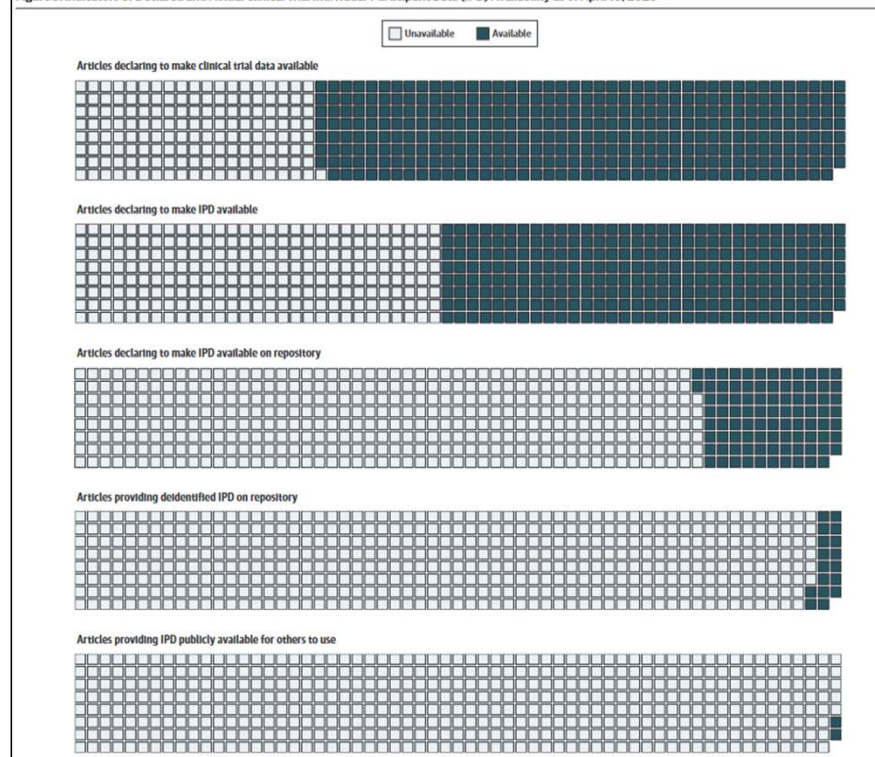 Unavailable Available
Articles declaring to make clinical trial data available
Articles declaring to make IPD available
Articles declaring to make IPD available on repository
Articles providing deidentified IPD on repository
Articles providing IPD publicly available for others to use